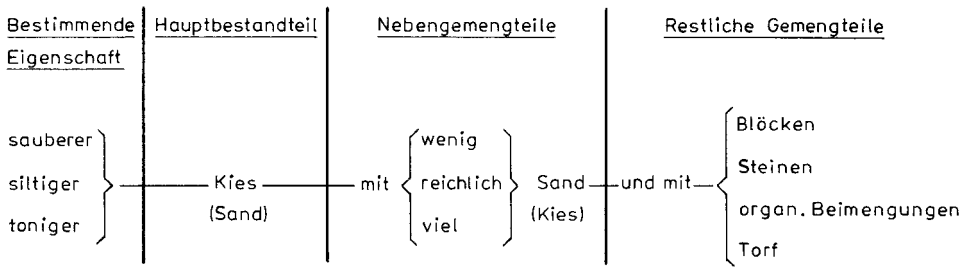 Bestimmende Eigenschaft
Hauptbestandteil
Nebengemengteile
Restliche Gemengteile
sauberer
siltiger
toniger
Kies
(Sand)
mit
wenig
reichlich
viel
Sand
(Kies)
und mit
Blöcken
Steinen
organ. Beimengungen
Torf